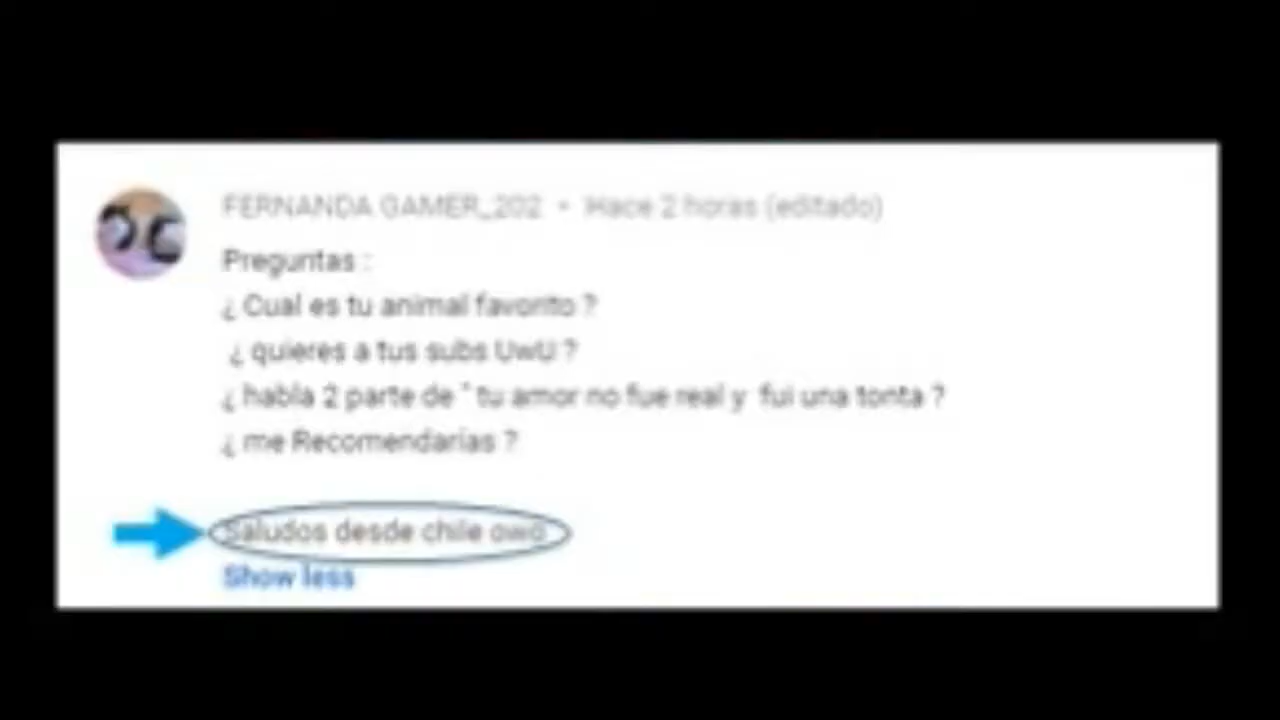 FERNANDA GAMER_202 • Hace 2 horas (editado)
Preguntas :
¿ Cual es tu animal favorito ?
¿ quieres a tus subs UwU ?
¿ habla 2 parte de " tu amor no fue real y fui una tonta ?
¿ me Recomendarías ?
Saludos desde chile owo
Show less